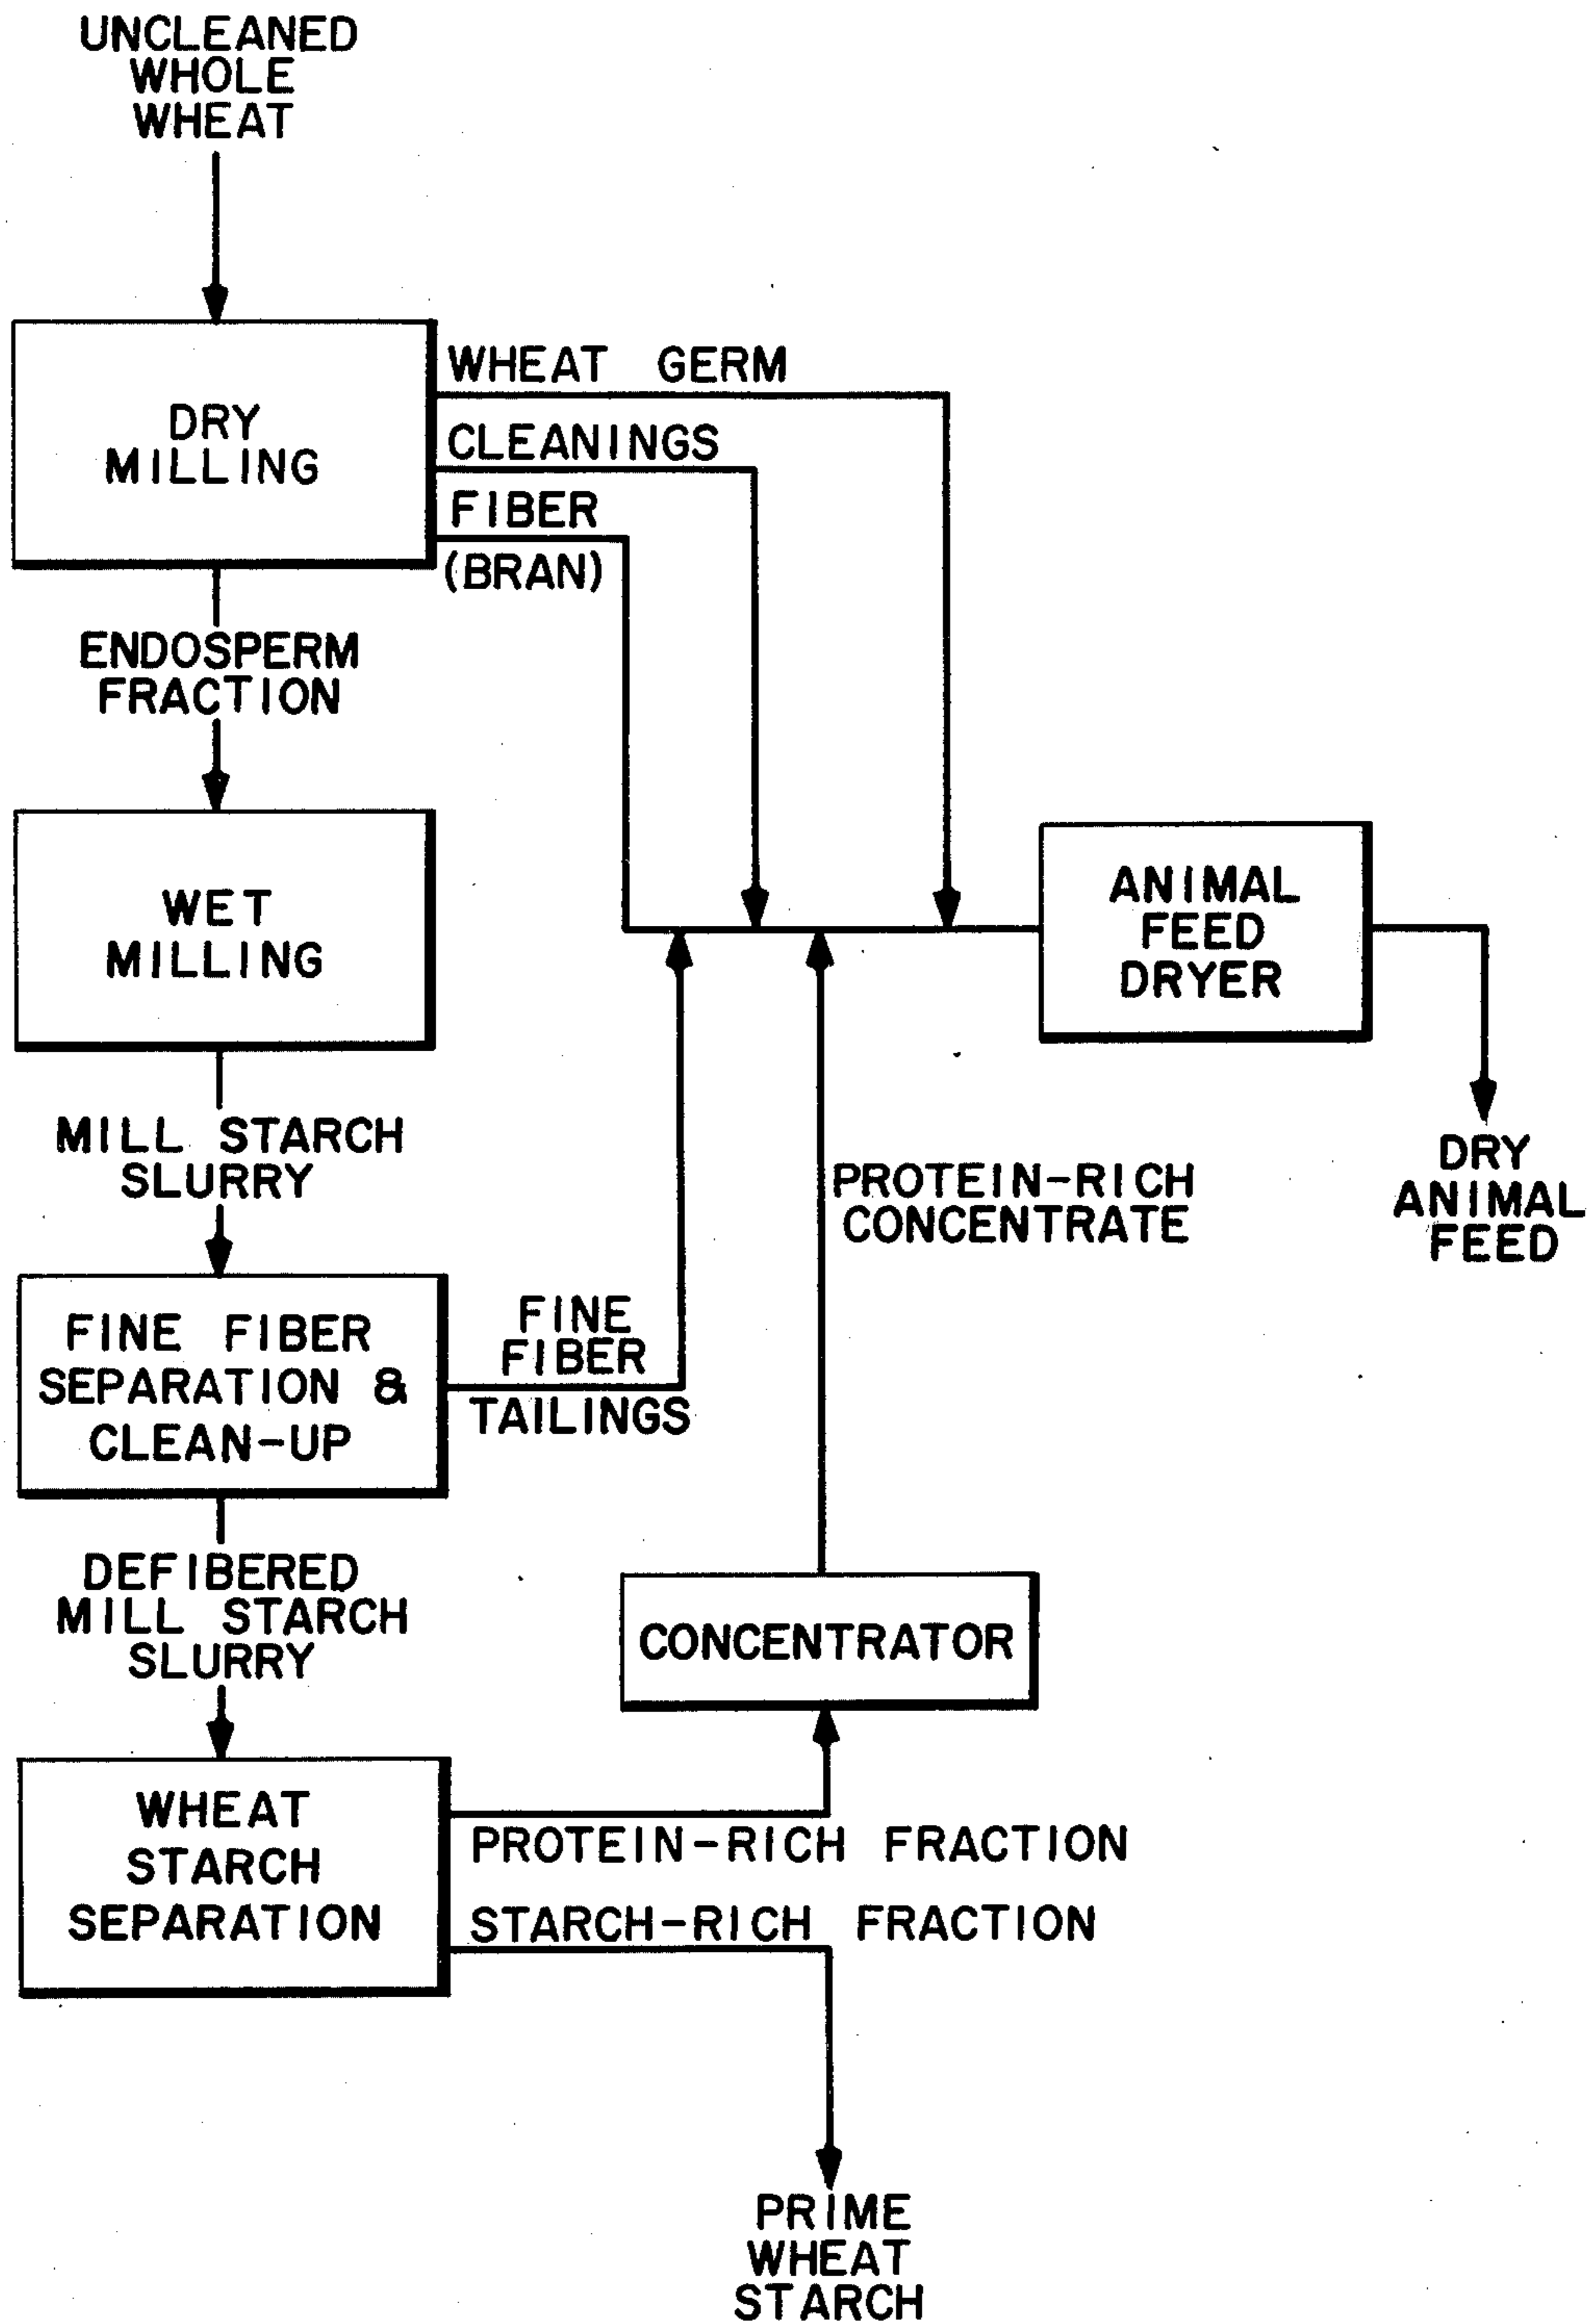 UNCLEANED
WHOLE
WHEAT
DRY
MILLING
WHEAT GERM
CLEANINGS
FIBER
(BRAN)
ENDOSPERM
FRACTION
WET
MILLING
ANIMAL
FEED
DRYER
MILL STARCH
SLURRY
PROTEIN-RICH
CONCENTRATE
DRY
ANIMAL
FEED
FINE FIBER
SEPARATION &
CLEAN-UP
FINE
FIBER
TAILINGS
DEFIBERED
MILL STARCH
SLURRY
CONCENTRATOR
WHEAT
STARCH
SEPARATION
PROTEIN-RICH FRACTION
STARCH-RICH FRACTION
PRIME
WHEAT
STARCH